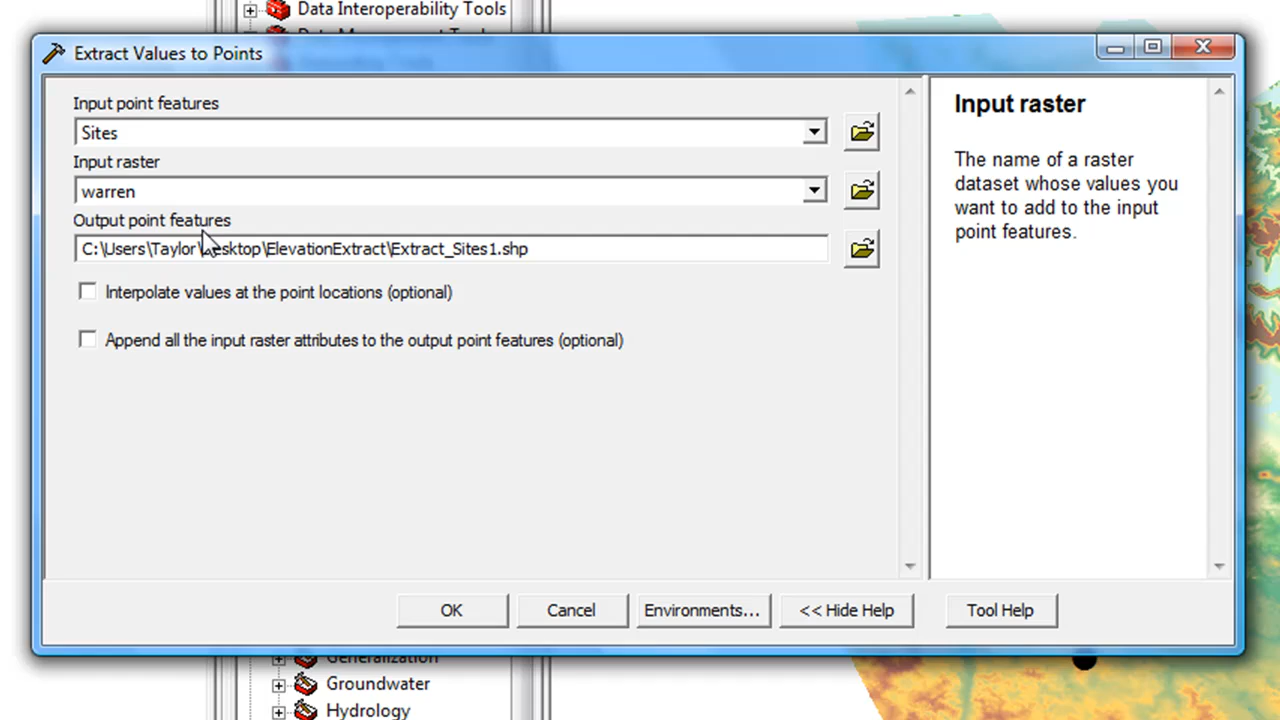 Data Interoperability Tools
Extract Values to Points
Input point features
Sites
Input raster
warren
Output point features
C:\Users\Taylor\Desktop\ElevationExtract\Extract_Sites1.shp
Interpolate values at the point locations (optional)
Append all the input raster attributes to the output point features (optional)
Input raster
The name of a raster
dataset whose values you
want to add to the input
point features.
OK
Cancel
Environments...
<< Hide Help
Tool Help
Generalization
Groundwater
Hydrology